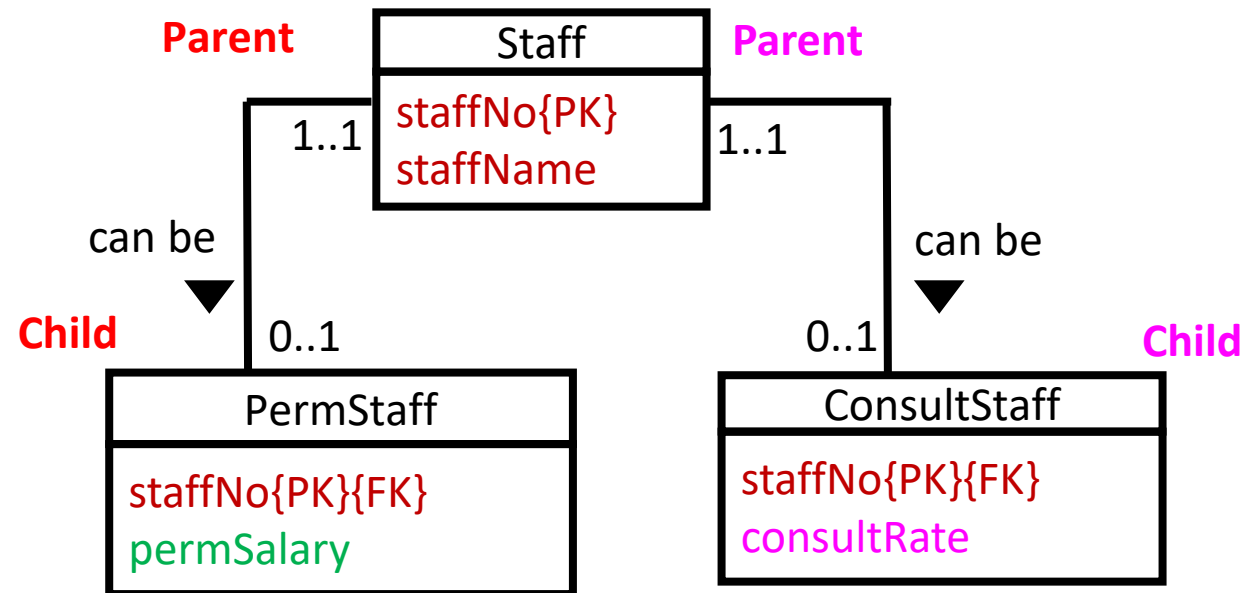 Parent
Staff
Parent
staffNo{PK}
staffName
1..1
1..1
can be
can be
Child
0..1
0..1
Child
PermStaff
ConsultStaff
staffNo{PK}{FK}
permSalary
staffNo{PK}{FK}
consultRate